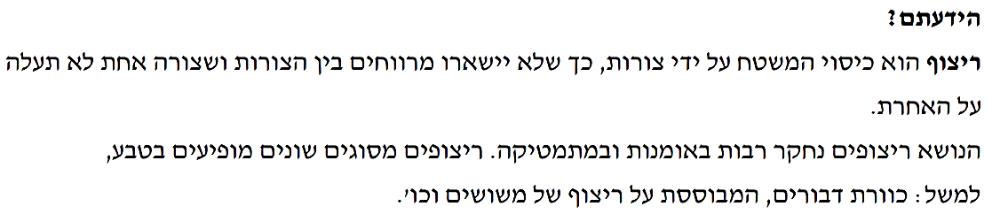 הידעתם?
ריצוף הוא כיסוי המשטח על ידי צורות, כך שלא יישארו מרווחים בין הצורות ושצורה אחת לא תעלה
על האחרת.
הנושא ריצופים נחקר רבות באומנות ובמתמטיקה. ריצופים מסוגים שונים מופיעים בטבע,
למשל: כוורת דבורים, המבוססת על ריצוף של משושים וכו'.